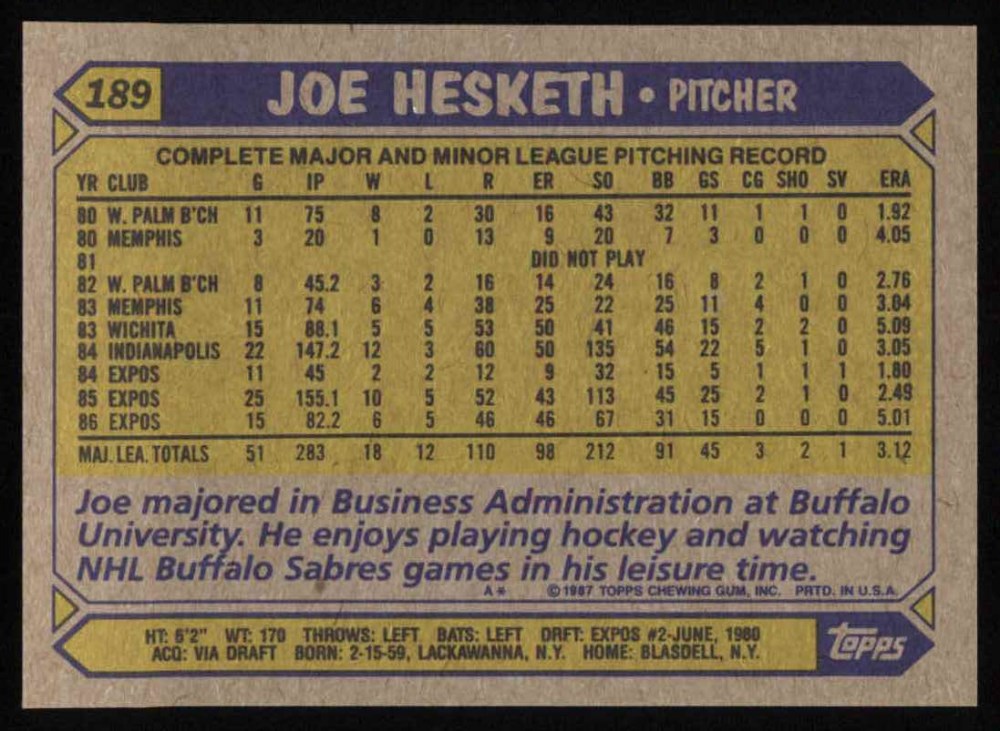 189 JOE HESKETH • PITCHER
COMPLETE MAJOR AND MINOR LEAGUE PITCHING RECORD
YR CLUB G IP W L R ER SO BB GS CG SHO SV ERA
80 W. PALM B'CH 11 75 8 2 30 16 43 32 11 1 1 0 1.92
80 MEMPHIS 3 20 1 0 13 9 20 7 3 0 0 0 4.05
81 DID NOT PLAY
82 W. PALM B'CH 8 45.2 3 2 16 14 24 16 8 2 1 0 2.76
83 MEMPHIS 11 74 6 4 38 25 22 25 11 4 0 0 3.04
83 WICHITA 15 88.1 5 5 53 50 41 46 15 2 2 0 5.09
84 INDIANAPOLIS 22 147.2 12 3 60 50 135 54 22 5 1 0 3.05
84 EXPOS 11 45 2 2 12 9 32 15 5 1 1 1 1.80
85 EXPOS 25 155.1 10 5 52 43 113 45 25 2 1 0 2.49
86 EXPOS 15 82.2 6 5 46 46 67 31 15 0 0 0 5.01
MAJ. LEA. TOTALS 51 283 18 12 110 98 212 91 45 3 2 1 3.12
Joe majored in Business Administration at Buffalo
University. He enjoys playing hockey and watching
NHL Buffalo Sabres games in his leisure time.
A* ©1987 TOPPS CHEWING GUM, INC. PRTD. IN U.S.A.
HT: 6'2" WT: 170 THROWS: LEFT BATS: LEFT DRFT: EXPOS #2-JUNE, 1980
ACQ: VIA DRAFT BORN: 2-15-59, LACKAWANNA, N.Y. HOME: BLASDELL, N.Y.
topps